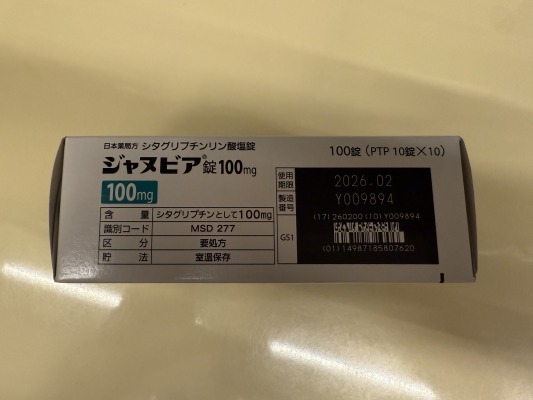 日本薬局方 シタグリプチンリン酸塩錠
ジャヌビア®錠100mg
100mg
含 量 シタグリプチンとして100mg
識別コード MSD 277
区 分 要処方
貯 法 室温保存
100錠 (PTP 10錠×10)
使用期限 2026.02
製造番号 Y009894
(17)260200(10)Y009894
GS1
(01)14987185807620